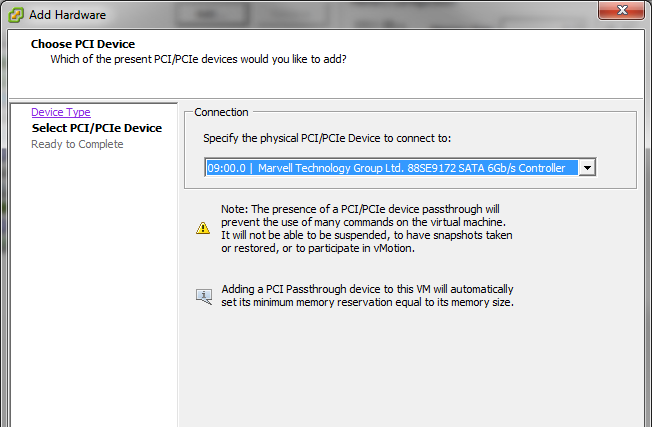 Add Hardware
Choose PCI Device
Which of the present PCI/PCIe devices would you like to add?
Device Type
Select PCI/PCIe Device
Ready to Complete
Connection
Specify the physical PCI/PCIe Device to connect to:
09:00.0 | Marvell Technology Group Ltd. 88SE9172 SATA 6Gb/s Controller
Note: The presence of a PCI/PCIe device passthrough will
prevent the use of many commands on the virtual machine.
It will not be able to be suspended, to have snapshots taken
or restored, or to participate in vMotion.
Adding a PCI Passthrough device to this VM will automatically
set its minimum memory reservation equal to its memory size.